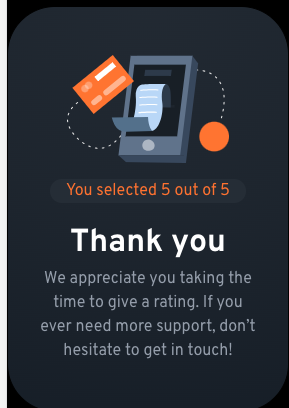 You selected 5 out of 5
Thank you
We appreciate you taking the
time to give a rating. If you
ever need more support, don’t
hesitate to get in touch!